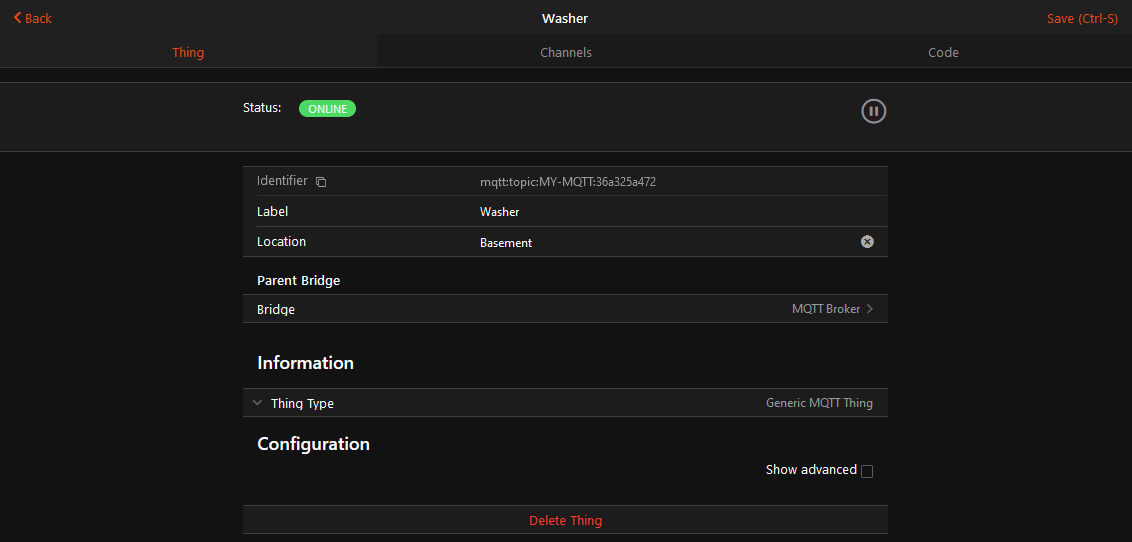 Back
Washer
Save (Ctrl-S)
Thing
Channels
Code
Status: ONLINE
Identifier mqtt:topic:MY-MQTT:36a325a472
Label Washer
Location Basement
Parent Bridge
Bridge MQTT Broker
Information
Thing Type Generic MQTT Thing
Configuration
Show advanced
Delete Thing